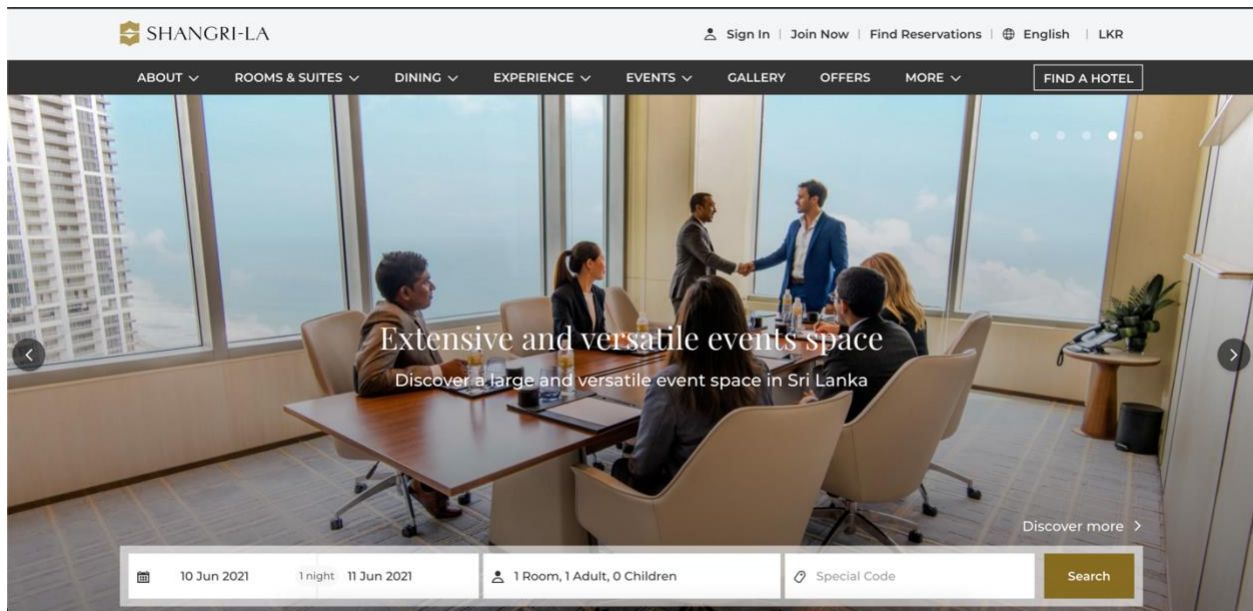 SHANGRI-LA
Sign In | Join Now | Find Reservations | English | LKR
ABOUT ROOMS & SUITES DINING EXPERIENCE EVENTS GALLERY OFFERS MORE FIND A HOTEL
Extensive and versatile events space
Discover a large and versatile event space in Sri Lanka
Discover more
10 Jun 2021 1 night 11 Jun 2021 1 Room, 1 Adult, 0 Children Special Code Search